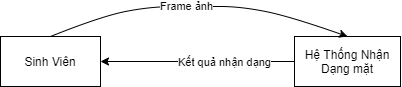 Frame ảnh
Sinh Viên
Kết quả nhận dạng
Hệ Thống Nhận
Dạng mặt